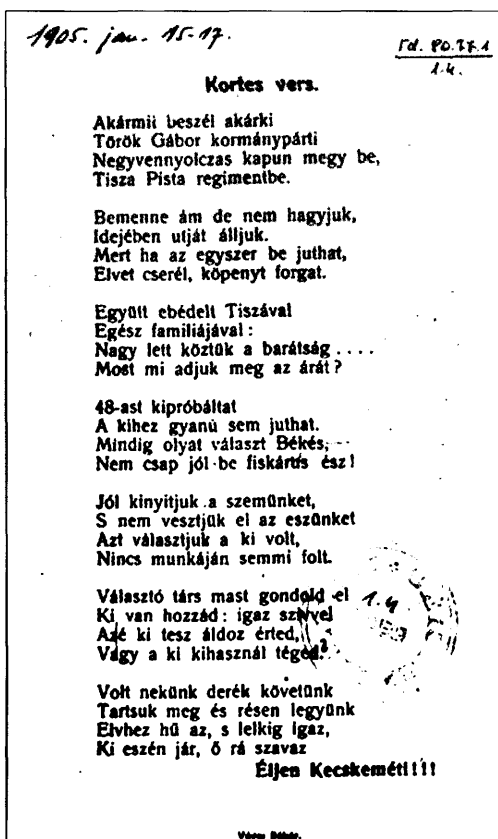 1905. jan. 15-17.
1.4.
Kortes vers.
Akármit beszél akárki
Török Gábor kormánypárti
Negyvennyolczas kapun megy be,
Tisza Pista regimentbe.
Bemenne ám de nem hagyjuk,
Idejében utját álljuk.
Mert ha az egyszer be juthat,
Elvet cserél, köpenyt forgat.
Együtt ebédelt Tiszával
Egész familiájával :
Nagy lett köztük a barátság . . . .
Most mi adjuk meg az árát ?
48-ast kipróbáltat
A kihez gyanú sem juthat.
Mindig olyat választ Békés,
Nem csap jól be fiskárus ész !
Jól kinyitjuk a szemünket,
S nem vesztjük el az eszünket
Azt választjuk a ki volt,
Nincs munkáján semmi folt.
Választó társ mast gondold el
Ki van hozzád : igaz szivvel
Azé ki tesz áldoz érted,
Vagy a ki kihasznál téged ?
1.4
Volt nekünk derék követünk
Tartsuk meg és résen legyünk
Elvhez hű az, s lelkig igaz,
Ki eszén jár, ő rá szavaz
Éljen Kecskeméti ! ! ! !